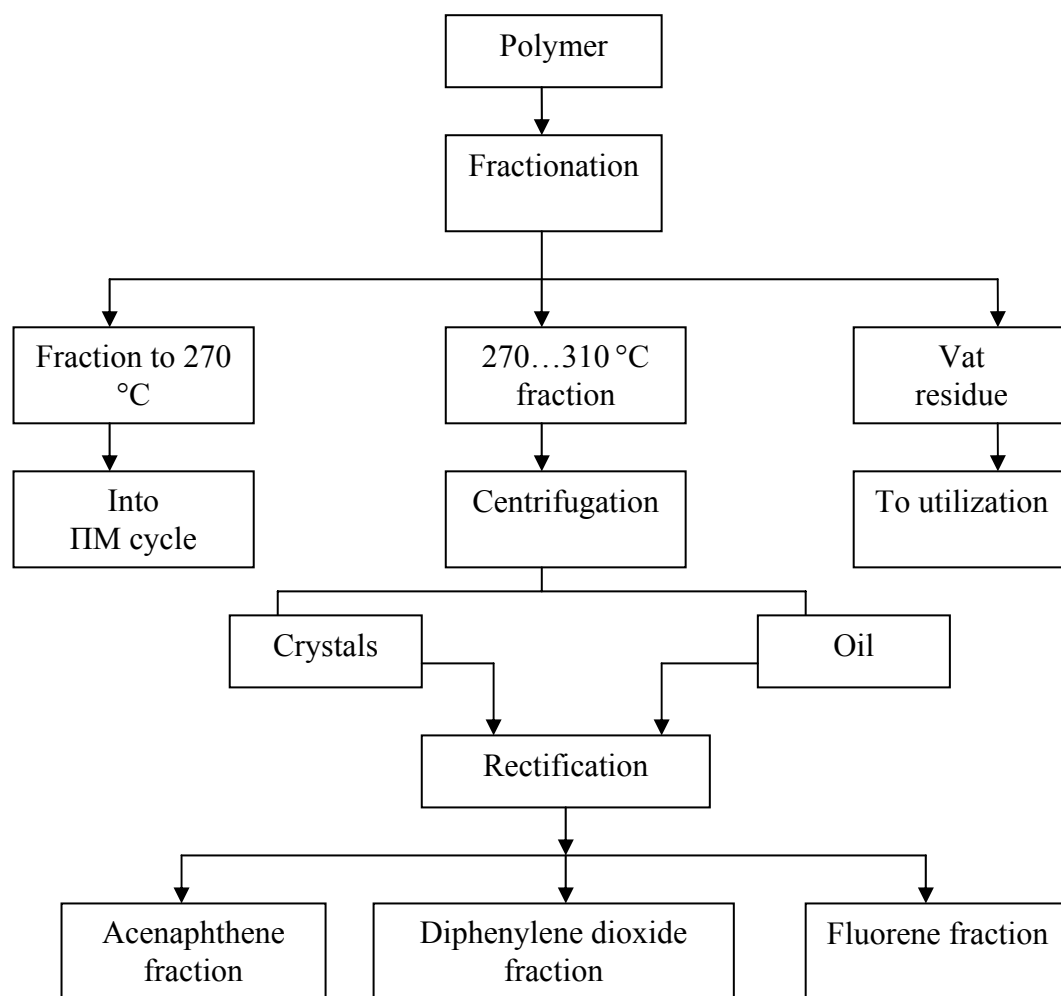 Polymer
Fractionation
Fraction to 270
°C
270…310 °C
fraction
Vat
residue
Into
ПМ cycle
Centrifugation
To utilization
Crystals
Oil
Rectification
Acenaphthene
fraction
Diphenylene dioxide
fraction
Fluorene fraction